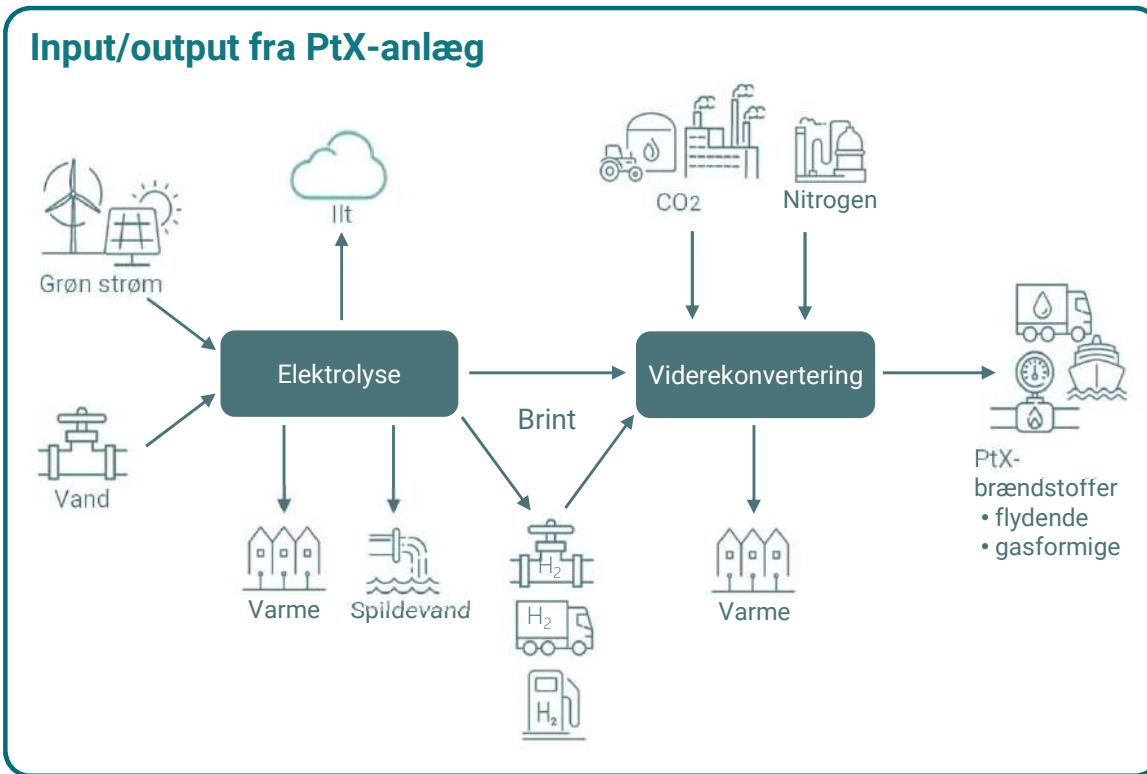 Input/output fra PtX-anlæg
Ilt
CO2
Nitrogen
Grøn strøm
Elektrolyse
Viderekonvertering
Brint
Vand
PtX-
brændstoffer
• flydende
• gasformige
H₂
Varme
Spildevand
Varme
H₂
H₂